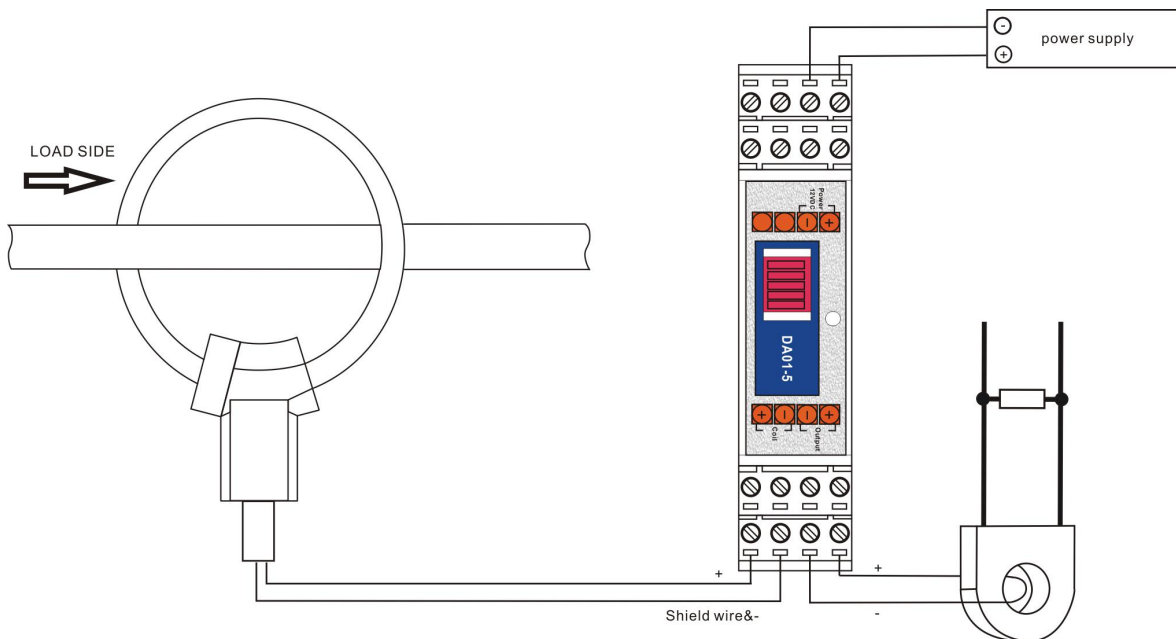 -
+
power supply
LOAD SIDE
Power
12VDC
- +
DA01-5
+ - - +
Coil
Output
+
Shield wire&-
+
-